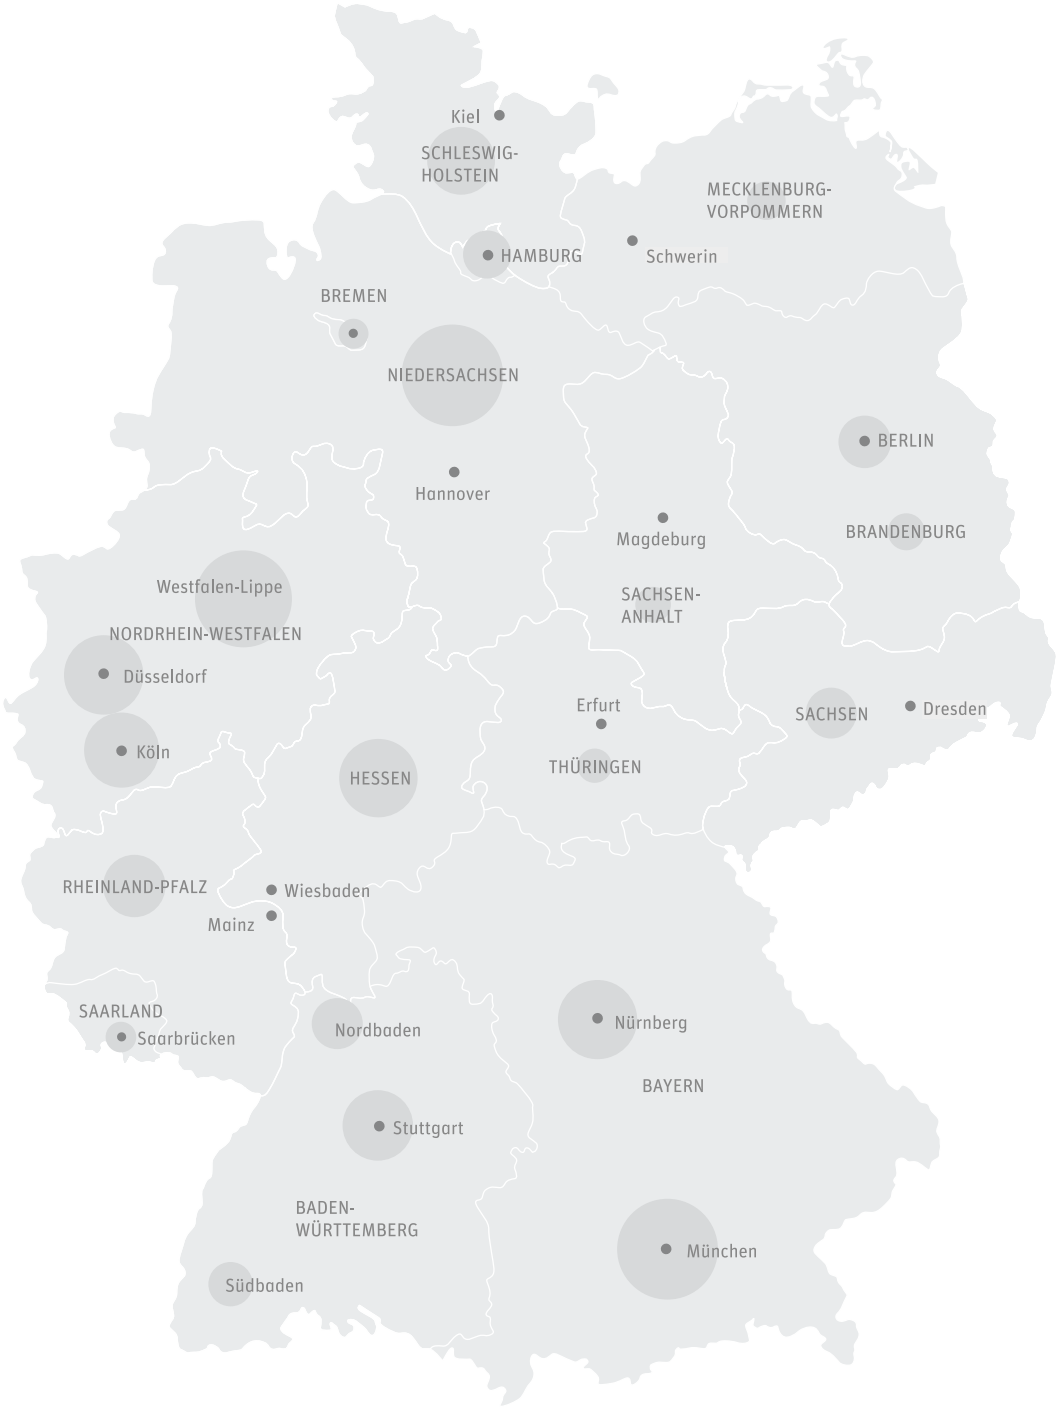 Kiel
SCHLESWIG-
HOLSTEIN
MECKLENBURG-
VORPOMMERN
Schwerin
HAMBURG
BREMEN
NIEDERSACHSEN
BERLIN
Hannover
BRANDENBURG
Magdeburg
SACHSEN-
ANHALT
Westfalen-Lippe
NORDRHEIN-WESTFALEN
Düsseldorf
Köln
Erfurt
THÜRINGEN
SACHSEN
Dresden
HESSEN
RHEINLAND-PFALZ
Wiesbaden
Mainz
SAARLAND
Saarbrücken
Nordbaden
Nürnberg
BAYERN
Stuttgart
BADEN-
WÜRTTEMBERG
München
Südbaden